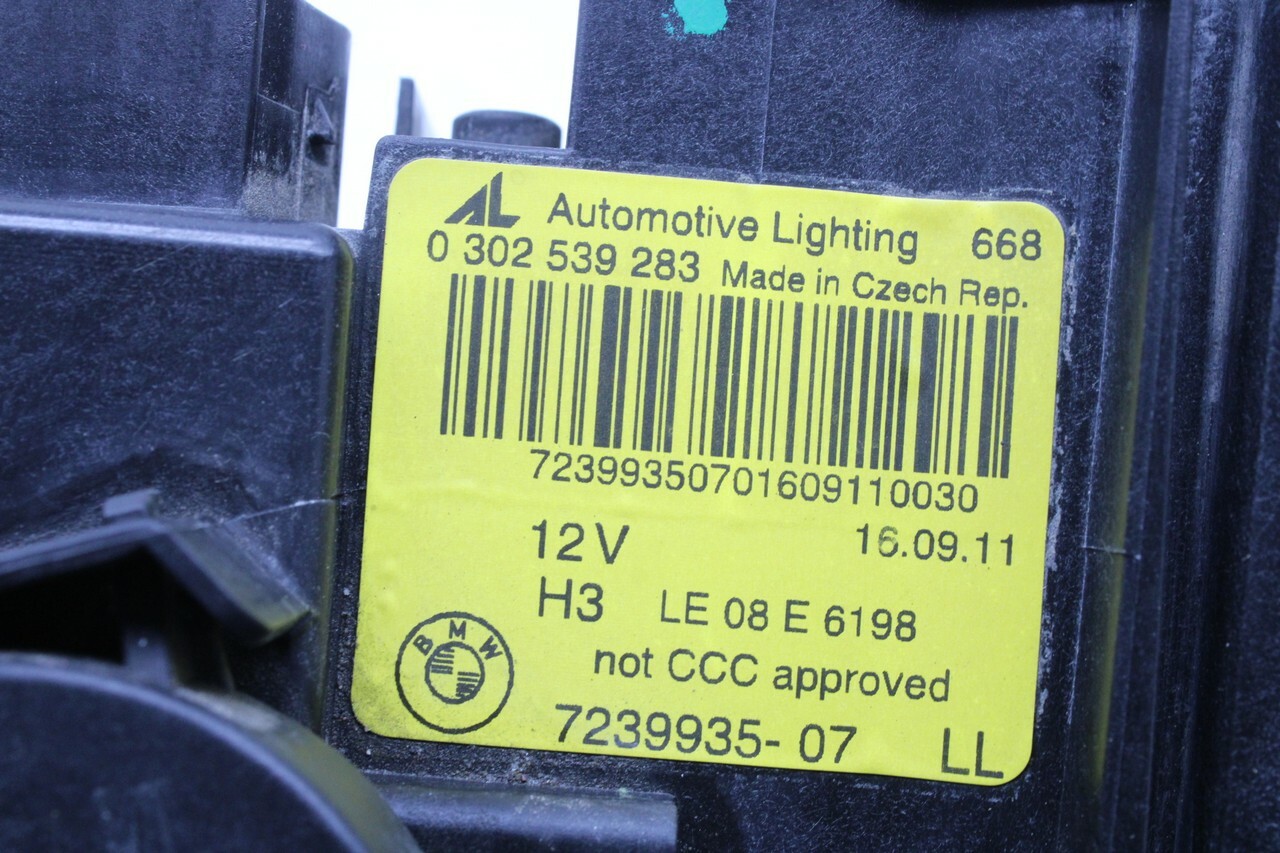 AL Automotive Lighting 668
0 302 539 283 Made in Czech Rep.
72399350701609110030
12V 16.09.11
H3 LE 08 E 6198
not CCC approved
BMW
7239935-07 LL